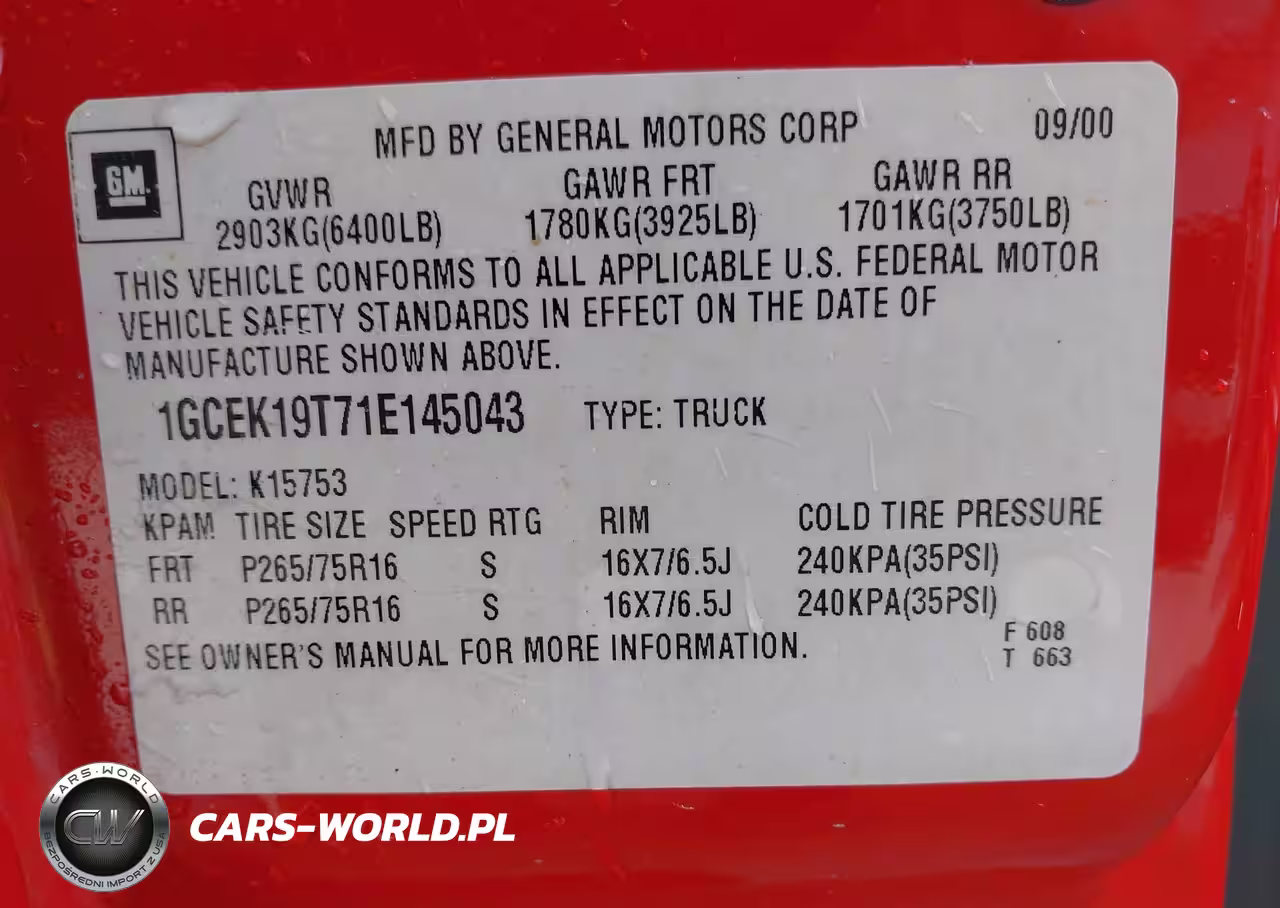 MFD BY GENERAL MOTORS CORP 09/00
GM
GVWR GAWR FRT GAWR RR
2903KG(6400LB) 1780KG(3925LB) 1701KG(3750LB)
THIS VEHICLE CONFORMS TO ALL APPLICABLE U.S. FEDERAL MOTOR
VEHICLE SAFETY STANDARDS IN EFFECT ON THE DATE OF
MANUFACTURE SHOWN ABOVE.
1GCEK19T71E145043 TYPE: TRUCK
MODEL: K15753
KPAM TIRE SIZE SPEED RTG RIM COLD TIRE PRESSURE
FRT P265/75R16 S 16X7/6.5J 240KPA(35PSI)
RR P265/75R16 S 16X7/6.5J 240KPA(35PSI)
SEE OWNER'S MANUAL FOR MORE INFORMATION.
F 608
T 663
CARS-WORLD
CW
BEZPOŚREDNI IMPORT Z USA
CARS-WORLD.PL